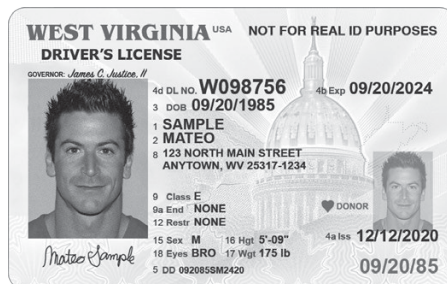 WEST VIRGINIA USA NOT FOR REAL ID PURPOSES
DRIVER'S LICENSE
GOVERNOR: James C. Justice, II
4d DL NO. W098756 4b Exp 09/20/2024
3 DOB 09/20/1985
1 SAMPLE
2 MATEO
8 123 NORTH MAIN STREET
ANYTOWN, WV 25317-1234
9 Class E
9a End NONE
12 Restr NONE
DONOR
15 Sex M 16 Hgt 5'-09" 4a Iss 12/12/2020
18 Eyes BRO 17 Wgt 175 lb
Mateo Sample
5 DD 092085SM2420 09/20/85